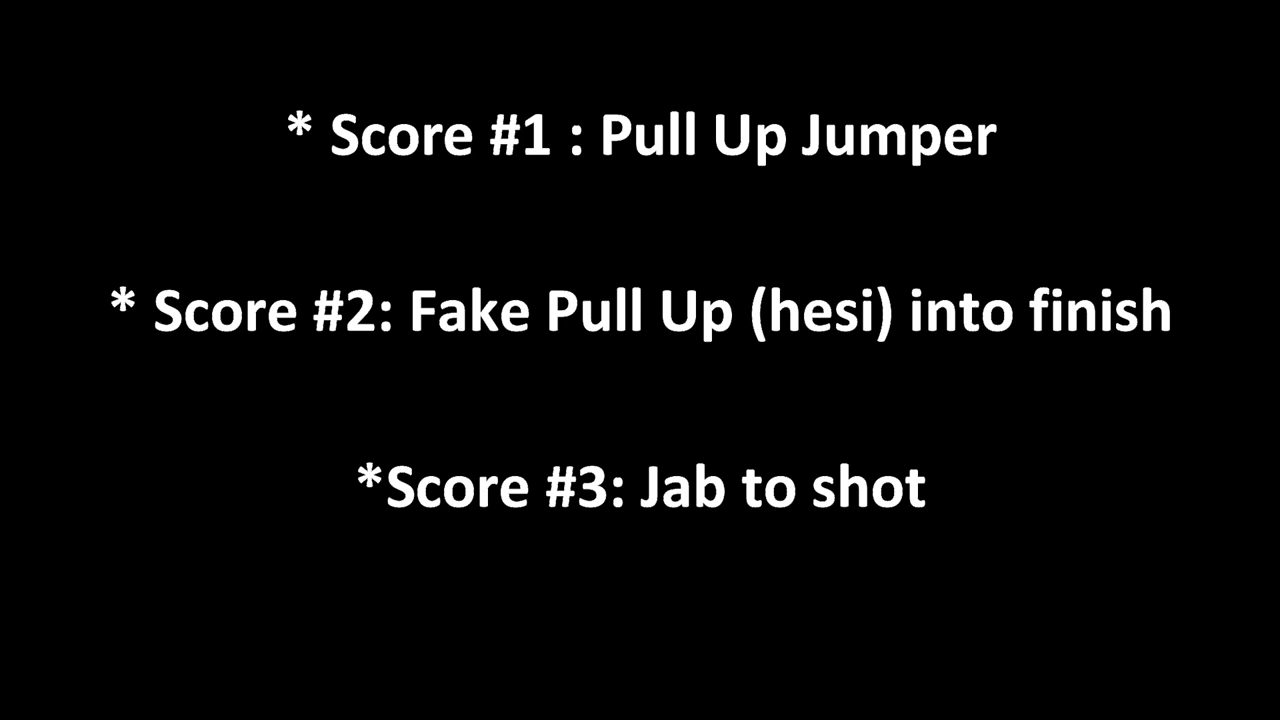 * Score #1 : Pull Up Jumper
* Score #2: Fake Pull Up (hesi) into finish
*Score #3: Jab to shot